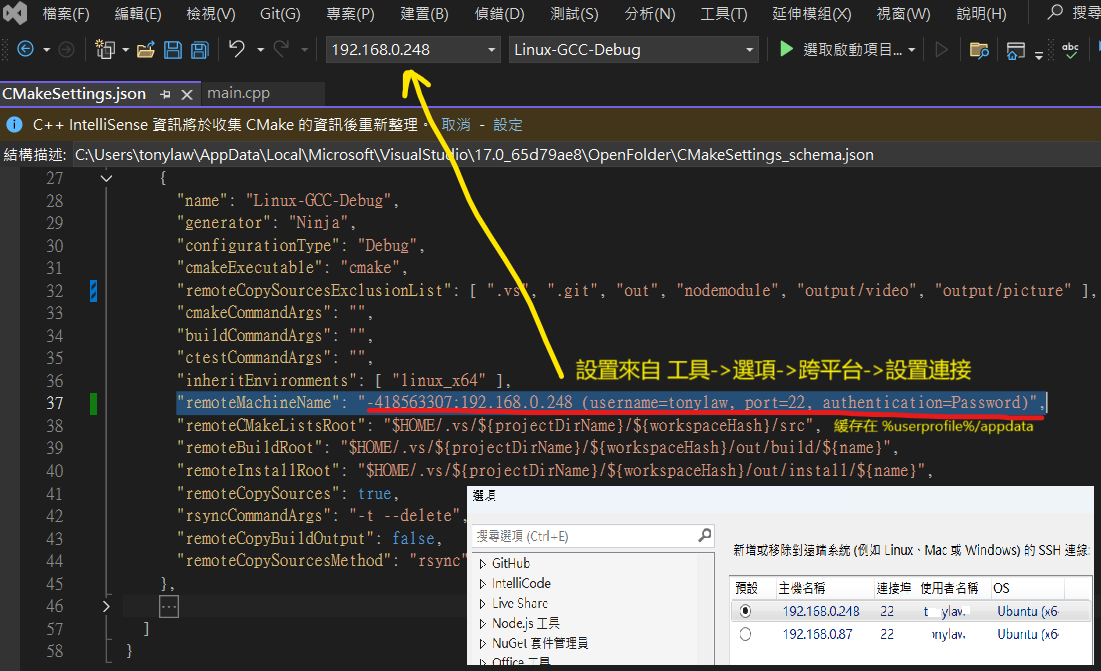 檔案(F) 編輯(E) 檢視(V) Git(G) 專案(P) 建置(B) 偵錯(D) 測試(S) 分析(N) 工具(T) 延伸模組(X) 視窗(W) 說明(H) 搜尋
192.168.0.248 Linux-GCC-Debug 選取啟動項目... abc
CMakeSettings.json main.cpp
C++ IntelliSense 資訊將於收集 CMake 的資訊後重新整理。 取消 - 設定
結構描述: C:\Users\tonylaw\AppData\Local\Microsoft\VisualStudio\17.0_65d79ae8\OpenFolder\CMakeSettings_schema.json
27 {
28 "name": "Linux-GCC-Debug",
29 "generator": "Ninja",
30 "configurationType": "Debug",
31 "cmakeExecutable": "cmake",
32 "remoteCopySourcesExclusionList": [ ".vs", ".git", "out", "nodemodule", "output/video", "output/picture" ],
33 "cmakeCommandArgs": "",
34 "buildCommandArgs": "",
35 "ctestCommandArgs": "",
設置來自 工具->選項->跨平台->設置連接
36 "inheritEnvironments": [ "linux_x64" ],
37 "remoteMachineName": "-418563307;192.168.0.248 (username=tonylaw, port=22, authentication=Password)",
38 "remoteCMakeListsRoot": "$HOME/.vs/${projectDirName}/${workspaceHash}/src", 緩存在 %userprofile%/appdata
39 "remoteBuildRoot": "$HOME/.vs/${projectDirName}/${workspaceHash}/out/build/${name}",
40 "remoteInstallRoot": "$HOME/.vs/${projectDirName}/${workspaceHash}/out/install/${name}",
41 "remoteCopySources": true,
42 "rsyncCommandArgs": "-t --delete",
43 "remoteCopyBuildOutput": false,
44 "remoteCopySourcesMethod": "rsync"
45 },
46 ...
57 ]
58 }
選項
搜尋選項 (Ctrl+E)
GitHub
IntelliCode
Live Share
Node.js 工具
NuGet 套件管理員
Office 工具
新增或移除到遠端系統 (例如 Linux、Mac 或 Windows) 的 SSH 連線:
預設 主機名稱 連接埠 使用者名稱 OS
192.168.0.248 22 t ylaw. Ubuntu (x6
192.168.0.87 22 onylaw. Ubuntu (x6